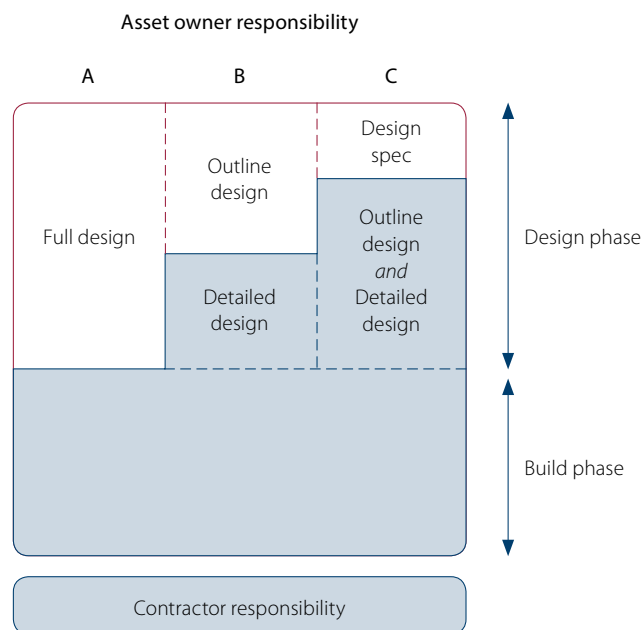 Asset owner responsibility
A
B
C
Full design
Outline
design
Detailed
design
Design
spec
Outline
design
and
Detailed
design
Design phase
Build phase
Contractor responsibility